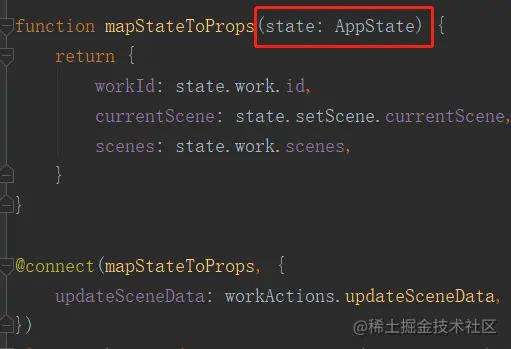 function mapStateToProps(state: AppState) {
    return {
        workId: state.work.id,
        currentScene: state.setScene.currentScene,
        scenes: state.work.scenes,
    }
}
@connect(mapStateToProps, {
    updateSceneData: workActions.updateSceneData,
})
@稀土掘金技术社区